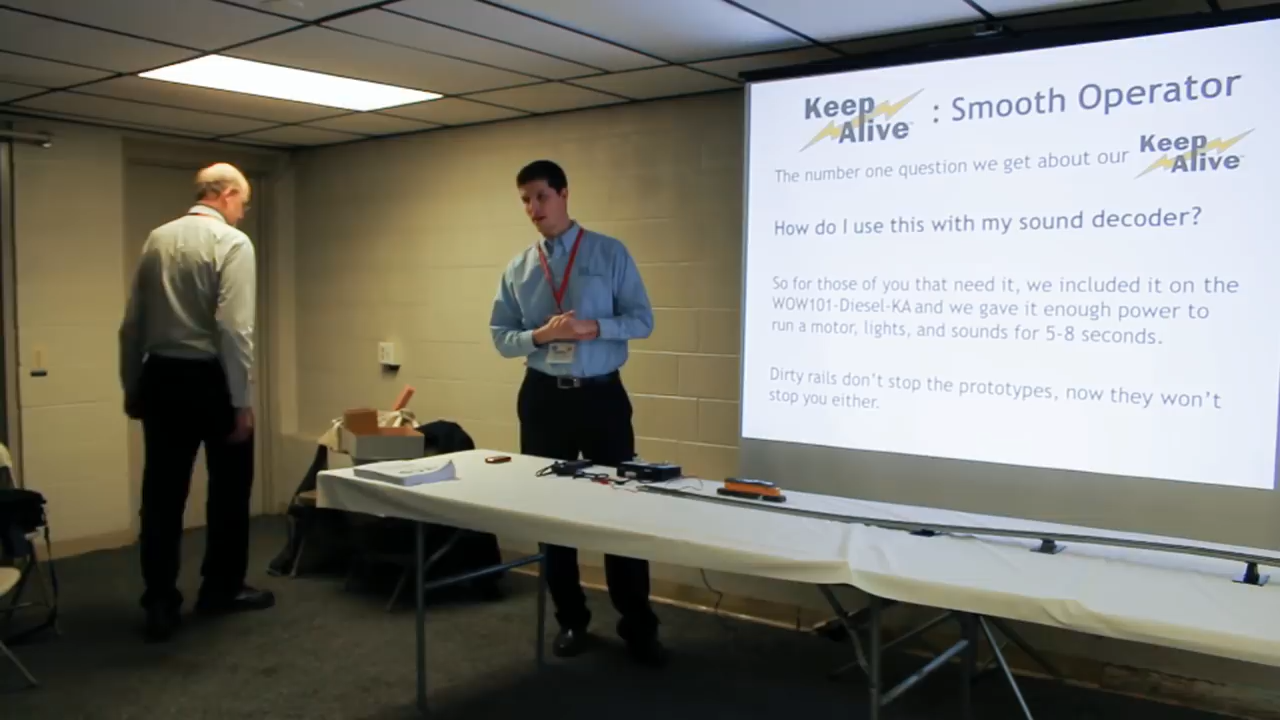 Keep Alive™ : Smooth Operator
The number one question we get about our Keep Alive™
How do I use this with my sound decoder?
So for those of you that need it, we included it on the
WOW101-Diesel-KA and we gave it enough power to
run a motor, lights, and sounds for 5-8 seconds.
Dirty rails don't stop the prototypes, now they won't
stop you either.